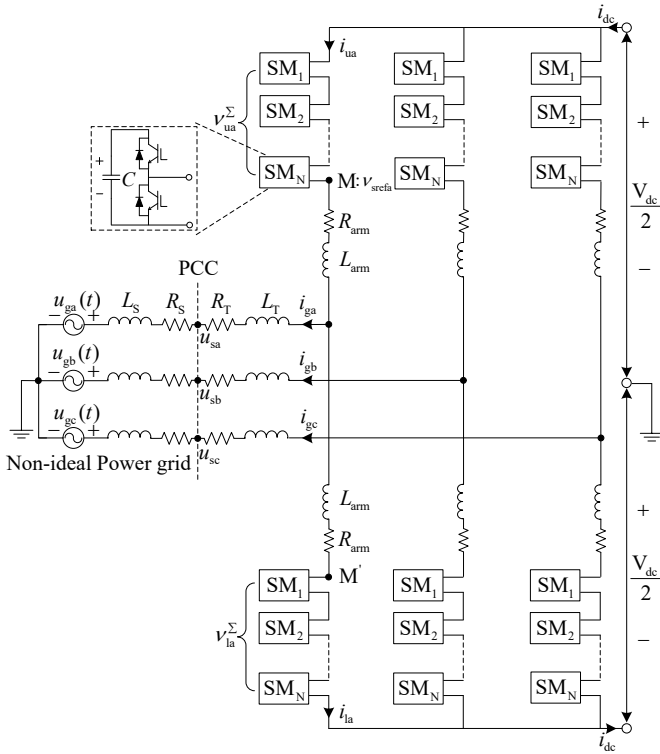 i_dc
i_ua
SM_1 SM_1 SM_1
v_ua^Σ
SM_2 SM_2 SM_2
+
+
C
−
SM_N M: v_srefa SM_N SM_N
V_dc
2
R_arm
L_arm
−
PCC
u_ga(t) L_S R_S R_T L_T i_ga
− +
u_sa
u_gb(t) i_gb
− +
u_sb
u_gc(t) i_gc
− +
u_sc
Non-ideal Power grid
L_arm
+
R_arm
M'
SM_1 SM_1 SM_1
V_dc
2
v_la^Σ
SM_2 SM_2 SM_2
−
SM_N SM_N SM_N
i_la
i_dc